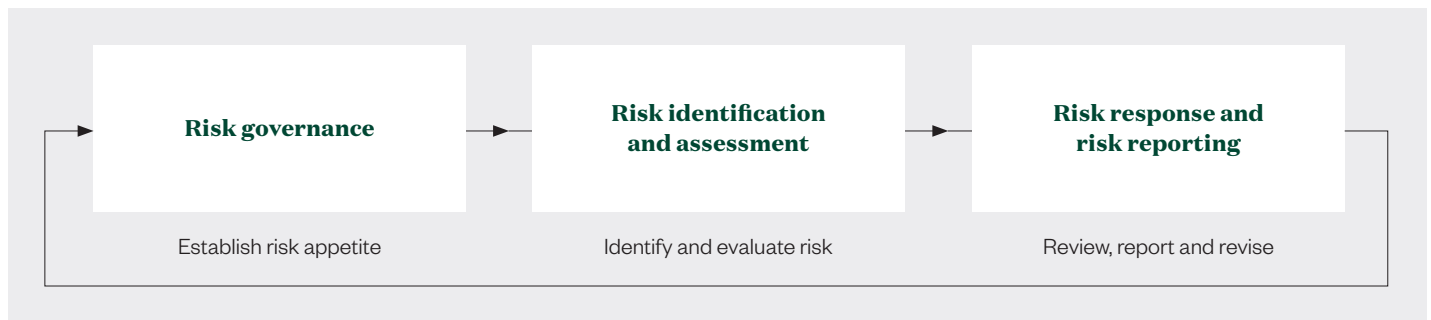 Risk governance
Establish risk appetite
Risk identification
and assessment
Identify and evaluate risk
Risk response and
risk reporting
Review, report and revise